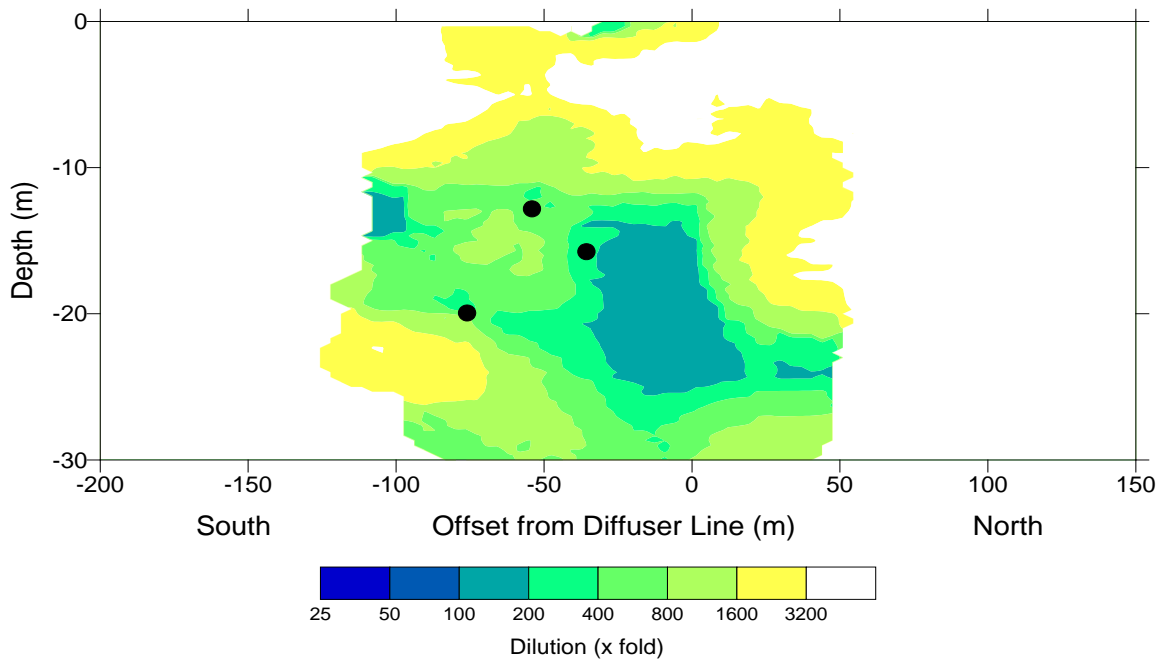 0
-10
-20
-30
Depth (m)
-200 -150 -100 -50 0 50 100 150
South Offset from Diffuser Line (m) North
25 50 100 200 400 800 1600 3200
Dilution (x fold)